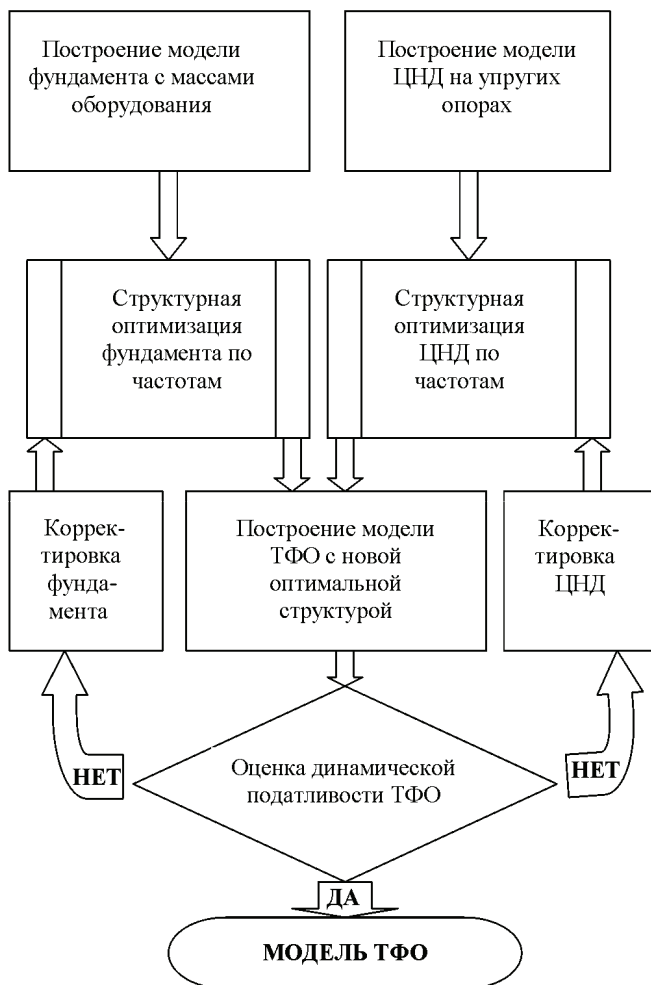 Построение модели
фундамента с массами
оборудования
Построение модели
ЦНД на упругих
опорах
Структурная
оптимизация
фундамента по
частотам
Структурная
оптимизация
ЦНД по
частотам
Коррек-
тировка
фунда-
мента
Построение модели
ТФО с новой
оптимальной
структурой
Коррек-
тировка
ЦНД
НЕТ
Оценка динамической
податливости ТФО
НЕТ
ДА
МОДЕЛЬ ТФО